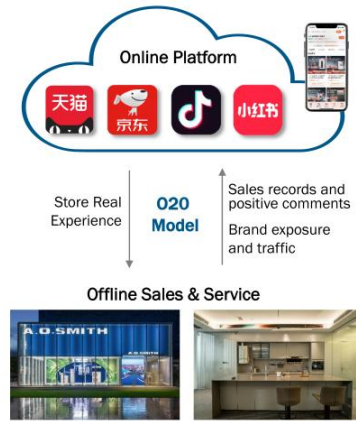 Online Platform
天猫
京东
小红书
Store Real
Experience
O2O
Model
Sales records and
positive comments
Brand exposure
and traffic
Offline Sales & Service
A.O.SMITH
A.O.SMITH